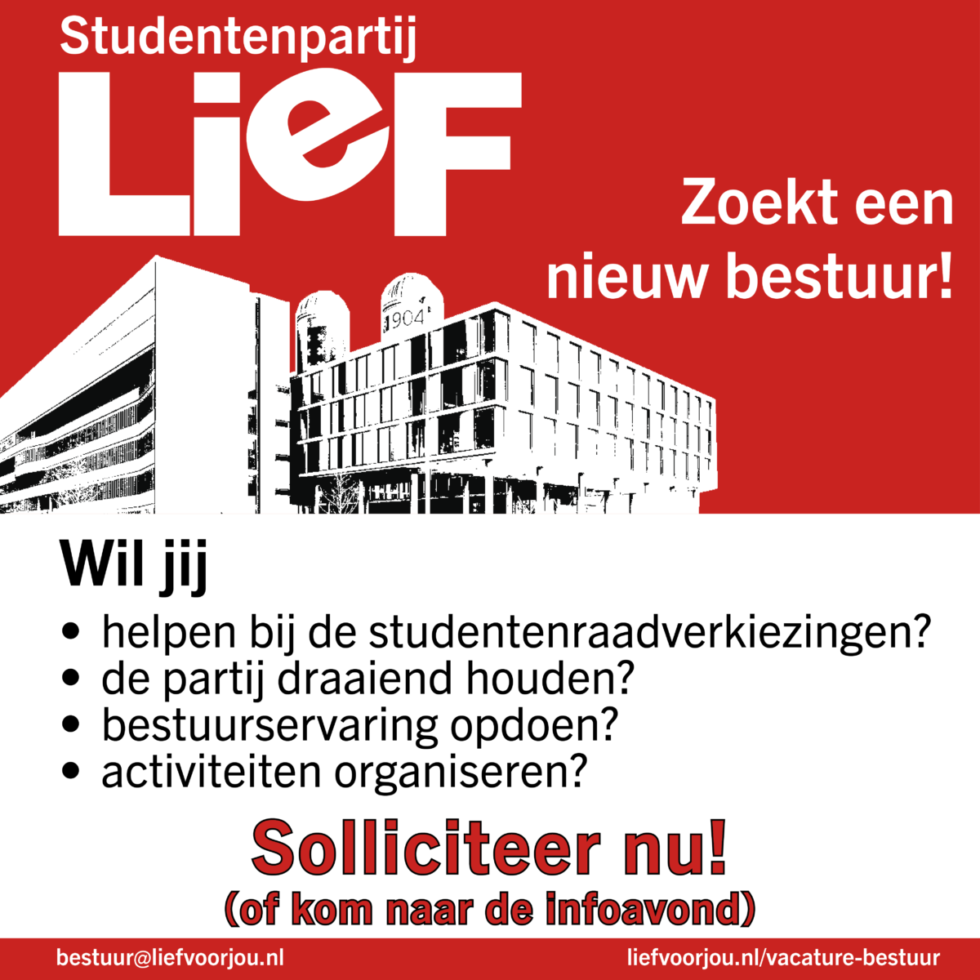 Studentenpartij
LieF
Zoekt een
nieuw bestuur!
904
Wil jij
• helpen bij de studentenraadverkiezingen?
• de partij draaiend houden?
• bestuurservaring opdoen?
• activiteiten organiseren?
Solliciteer nu!
(of kom naar de infoavond)
bestuur@liefvoorjou.nl
liefvoorjou.nl/vacature-bestuur